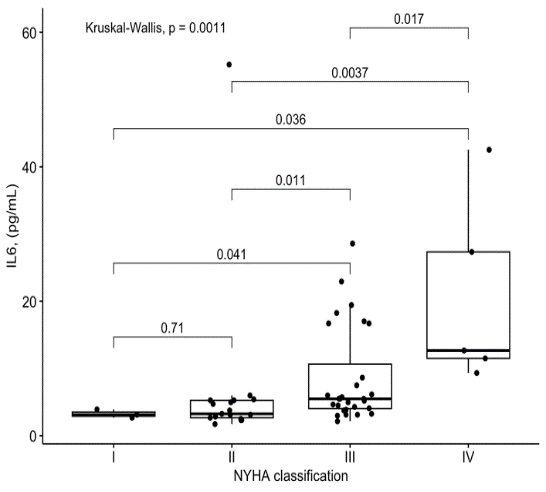 0.017
Kruskal-Wallis, p = 0.0011
60
0.0037
0.036
40
0.011
IL6, (pg/mL)
0.041
20
0.71
0
I II III IV
NYHA classification